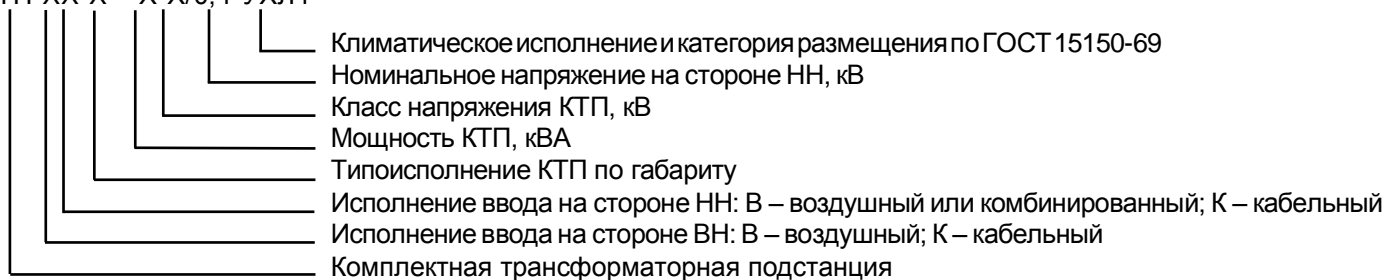 Климатическое исполнение и категория размещения по ГОСТ 15150-69
Номинальное напряжение на стороне НН, кВ
Класс напряжения КТП, кВ
Мощность КТП, кВА
Типоисполнение КТП по габариту
Исполнение ввода на стороне НН: В – воздушный или комбинированный; К – кабельный
Исполнение ввода на стороне ВН: В – воздушный; К – кабельный
Комплектная трансформаторная подстанция